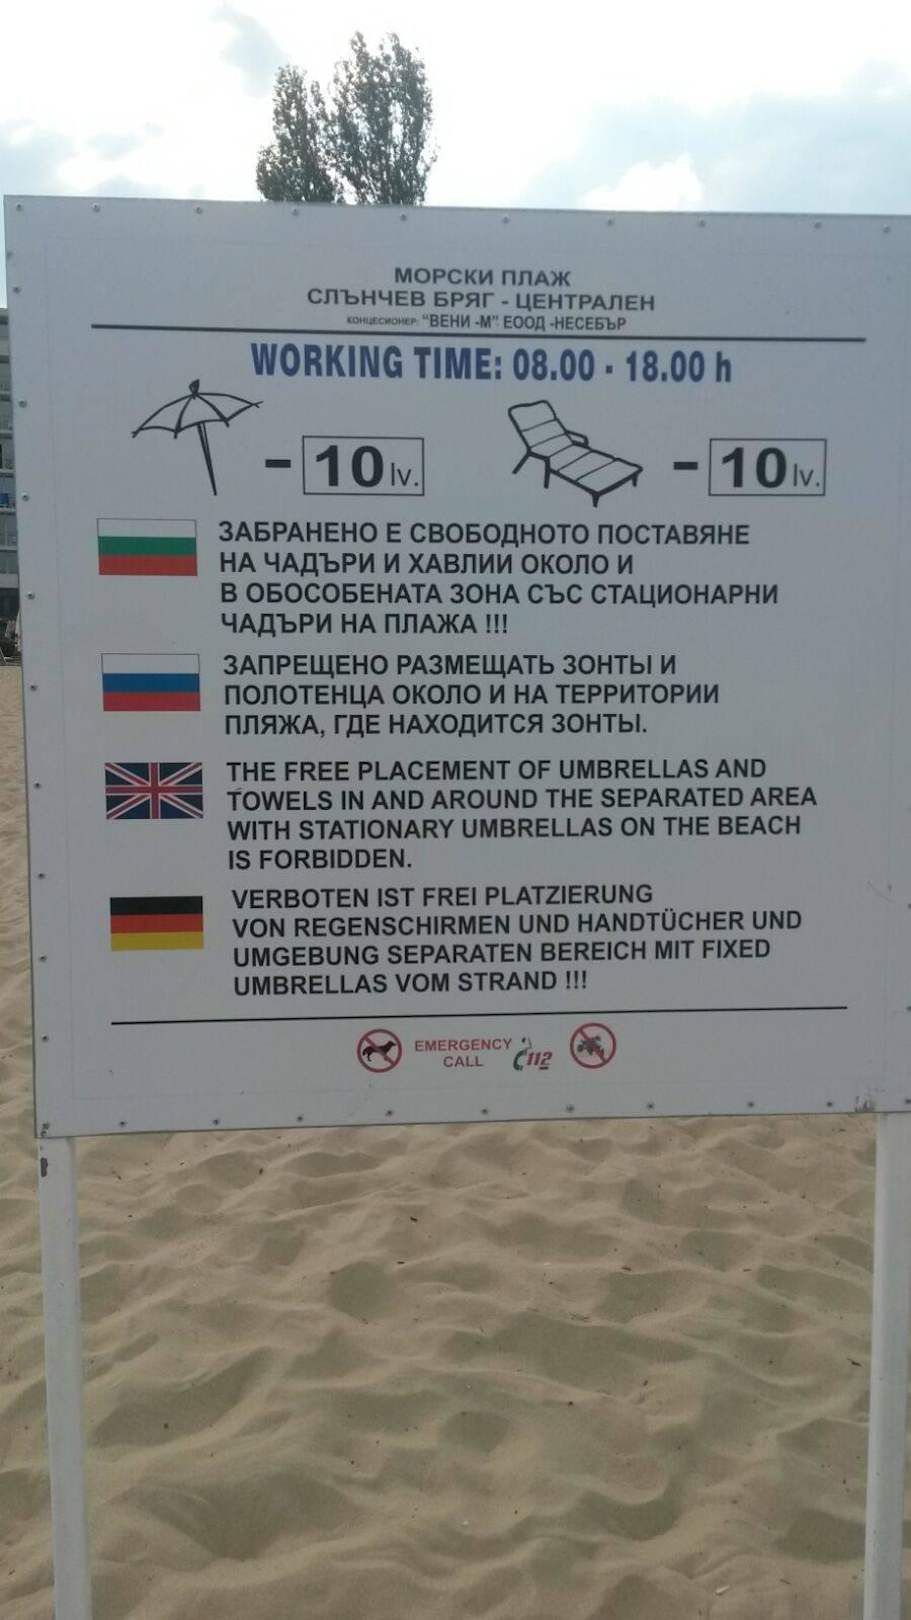 МОРСКИ ПЛАЖ
СЛЪНЧЕВ БРЯГ - ЦЕНТРАЛЕН
КОНЦЕСИОНЕР: "ВЕНИ -М" ЕООД -НЕСЕБЪР
WORKING TIME: 08.00 - 18.00 h
- 10 lv. - 10 lv.
ЗАБРАНЕНО Е СВОБОДНОТО ПОСТАВЯНЕ
НА ЧАДЪРИ И ХАВЛИИ ОКОЛО И
В ОБОСОБЕНАТА ЗОНА СЪС СТАЦИОНАРНИ
ЧАДЪРИ НА ПЛАЖА !!!
ЗАПРЕЩЕНО РАЗМЕЩАТЬ ЗОНТЫ И
ПОЛОТЕНЦА ОКОЛО И НА ТЕРРИТОРИИ
ПЛЯЖА, ГДЕ НАХОДИТСЯ ЗОНТЫ.
THE FREE PLACEMENT OF UMBRELLAS AND
TOWELS IN AND AROUND THE SEPARATED AREA
WITH STATIONARY UMBRELLAS ON THE BEACH
IS FORBIDDEN.
VERBOTEN IST FREI PLATZIERUNG
VON REGENSCHIRMEN UND HANDTÜCHER UND
UMGEBUNG SEPARATEN BEREICH MIT FIXED
UMBRELLAS VOM STRAND !!!
EMERGENCY
CALL 112